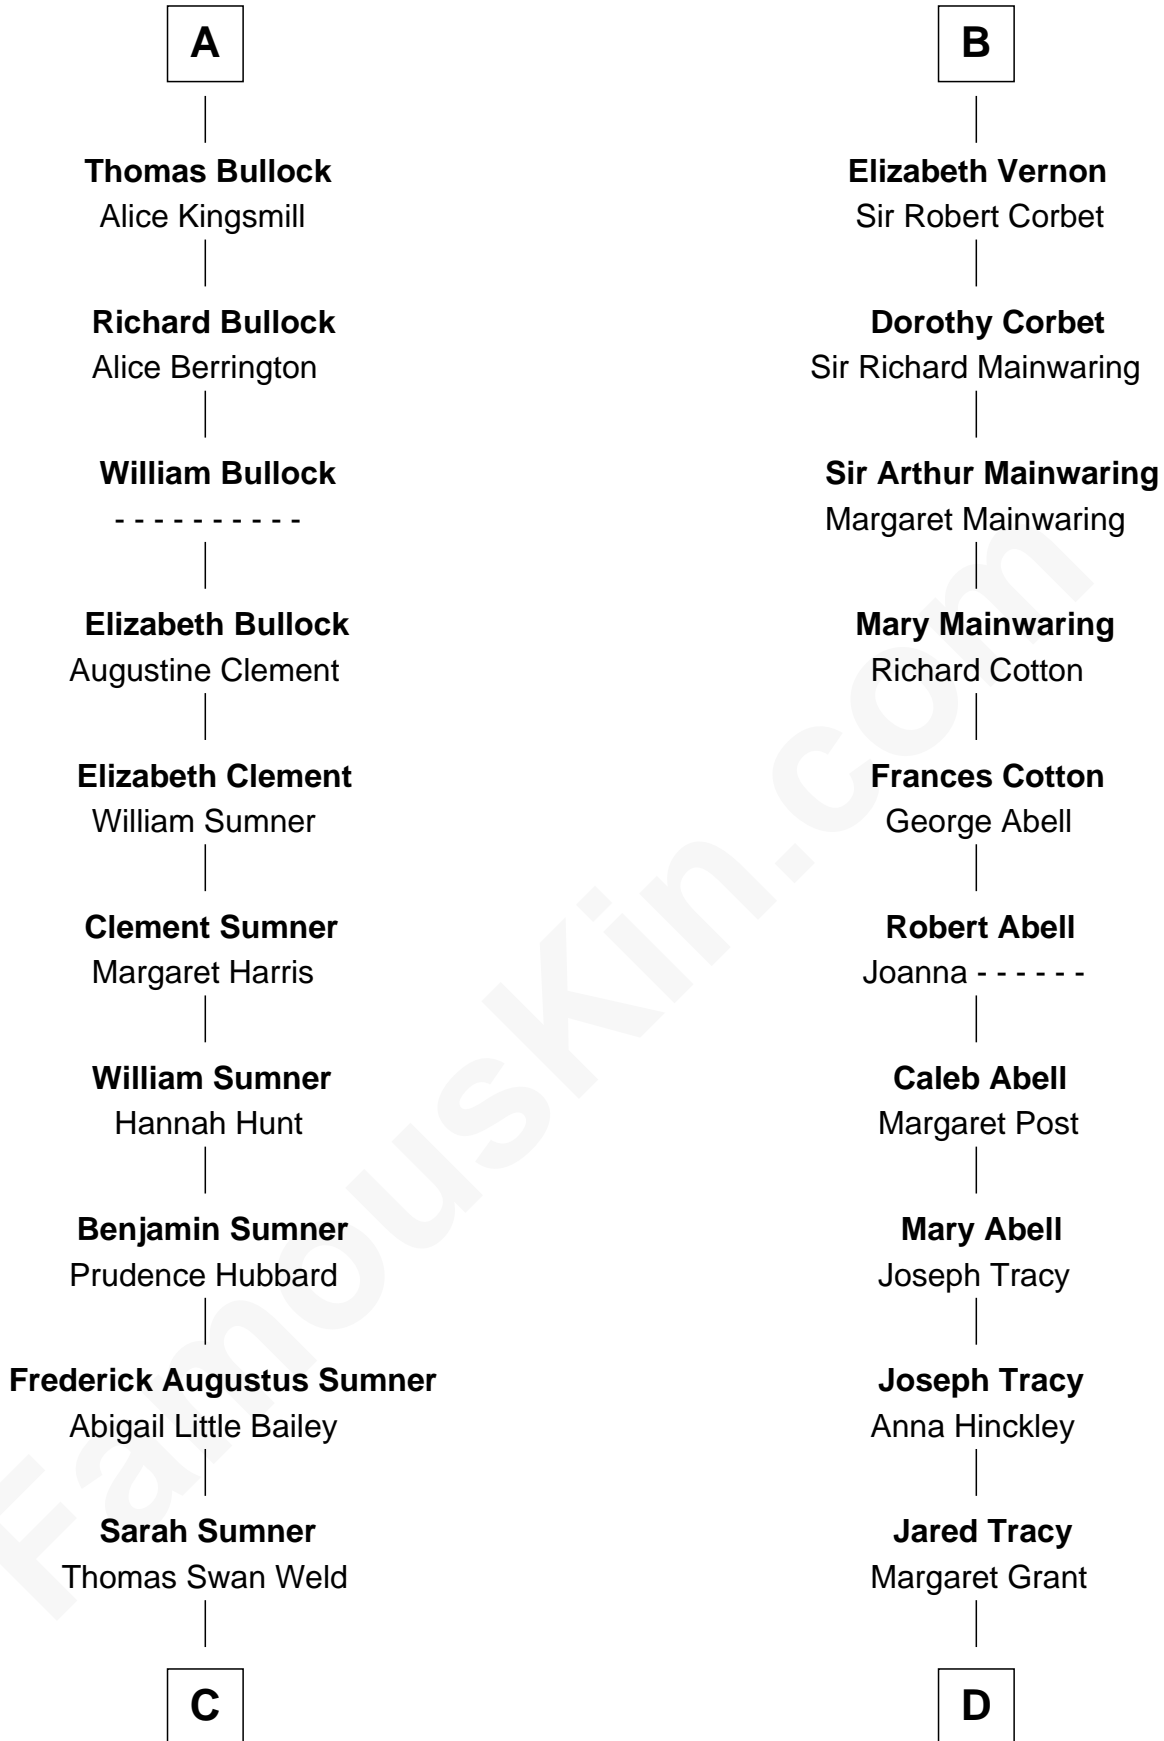 A
Thomas Bullock
Alice Kingsmill
Richard Bullock
Alice Berrington
William Bullock
- - - - - - - - - -
Elizabeth Bullock
Augustine Clement
Elizabeth Clement
William Sumner
Clement Sumner
Margaret Harris
William Sumner
Hannah Hunt
Benjamin Sumner
Prudence Hubbard
Frederick Augustus Sumner
Abigail Little Bailey
Sarah Sumner
Thomas Swan Weld
C
B
Elizabeth Vernon
Sir Robert Corbet
Dorothy Corbet
Sir Richard Mainwaring
Sir Arthur Mainwaring
Margaret Mainwaring
Mary Mainwaring
Richard Cotton
Frances Cotton
George Abell
Robert Abell
Joanna - - - - - -
Caleb Abell
Margaret Post
Mary Abell
Joseph Tracy
Joseph Tracy
Anna Hinckley
Jared Tracy
Margaret Grant
D
FamousKin.com